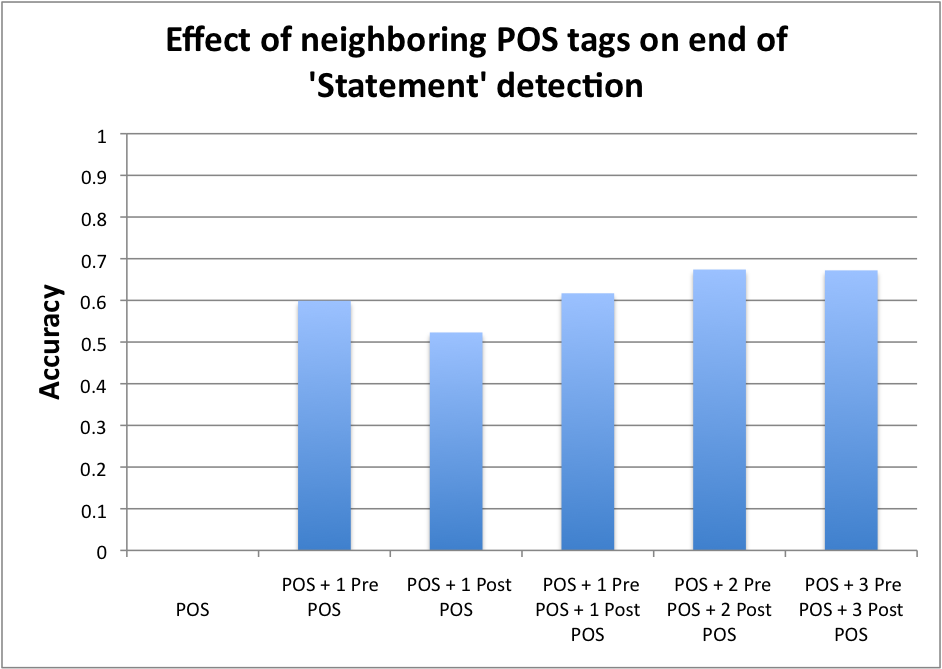 Effect of neighboring POS tags on end of
'Statement' detection
Accuracy
1
0.9
0.8
0.7
0.6
0.5
0.4
0.3
0.2
0.1
0
POS
POS + 1 Pre
POS
POS + 1 Post
POS
POS + 1 Pre
POS + 1 Post
POS
POS + 2 Pre
POS + 2 Post
POS
POS + 3 Pre
POS + 3 Post
POS